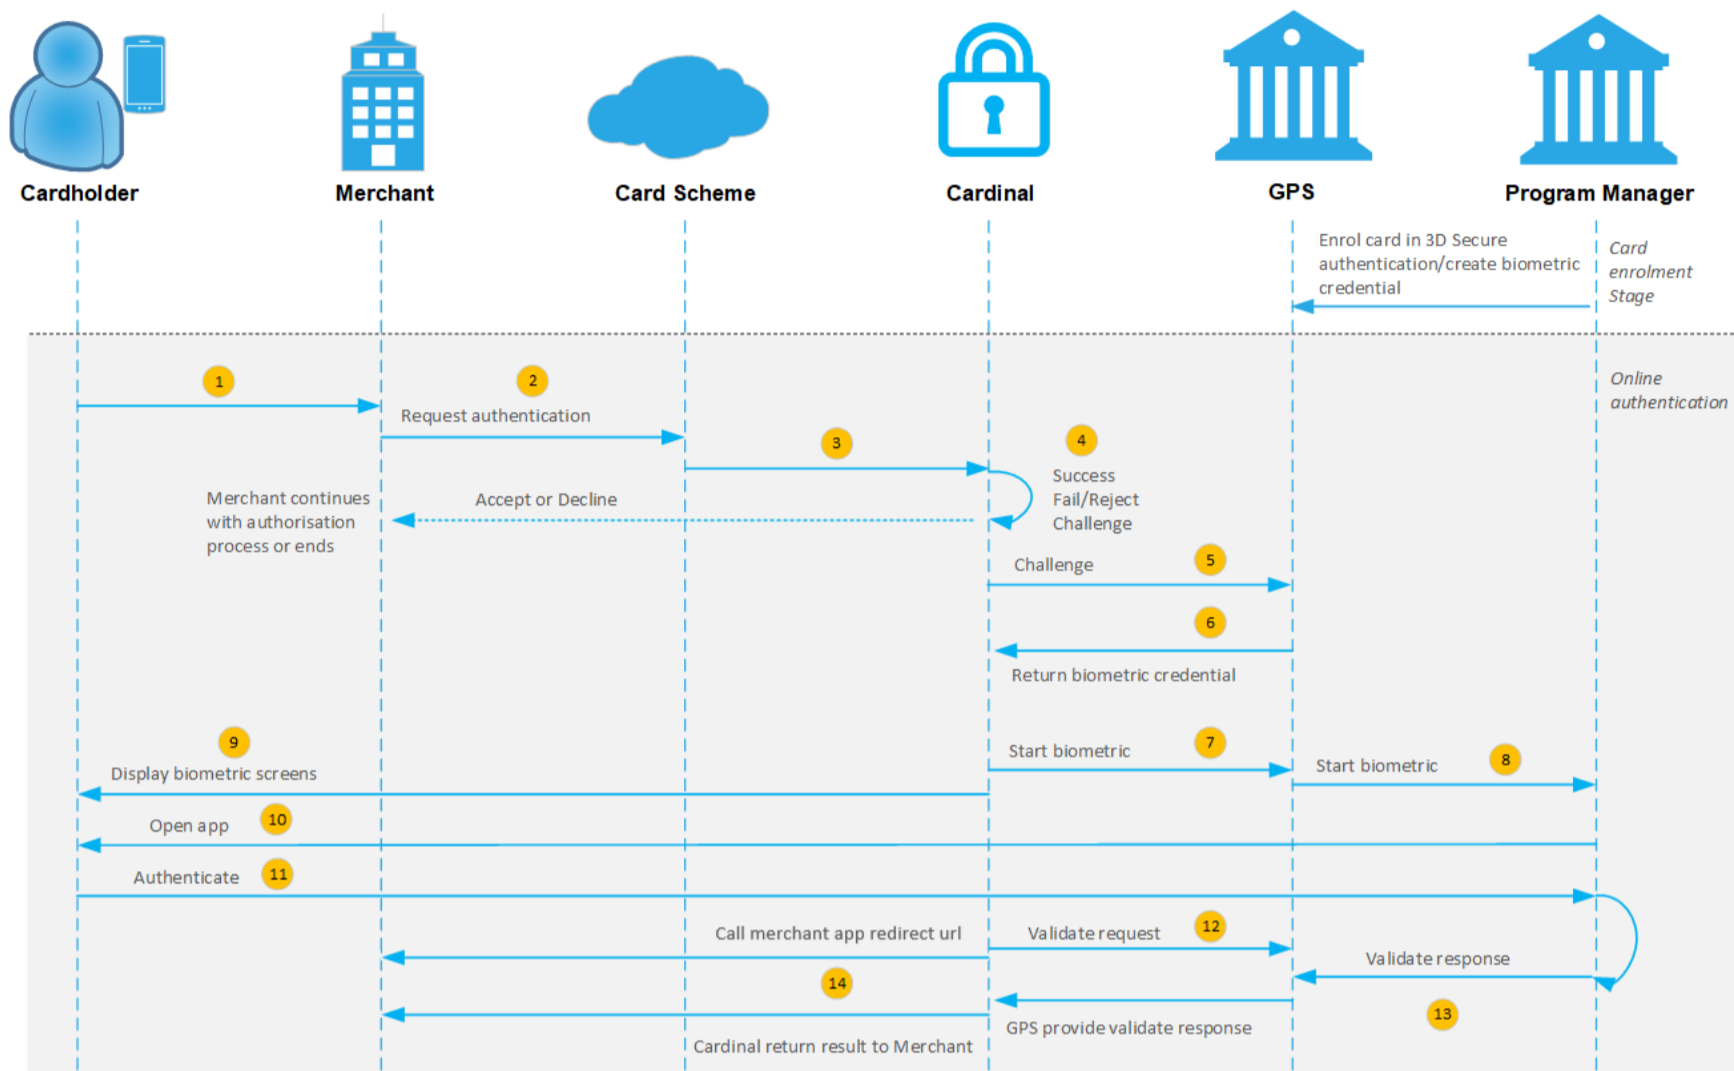 Cardholder
Merchant
Card Scheme
Cardinal
GPS
Program Manager
Enrol card in 3D Secure
authentication/create biometric
credential
Card
enrolment
Stage
Online
authentication
1
2
Request authentication
3
4
Success
Fail/Reject
Challenge
Merchant continues
with authorisation
process or ends
Accept or Decline
Challenge
5
6
Return biometric credential
9
Display biometric screens
Start biometric
7
Start biometric
8
Open app
10
Authenticate
11
Call merchant app redirect url
Validate request
12
Validate response
14
13
GPS provide validate response
Cardinal return result to Merchant